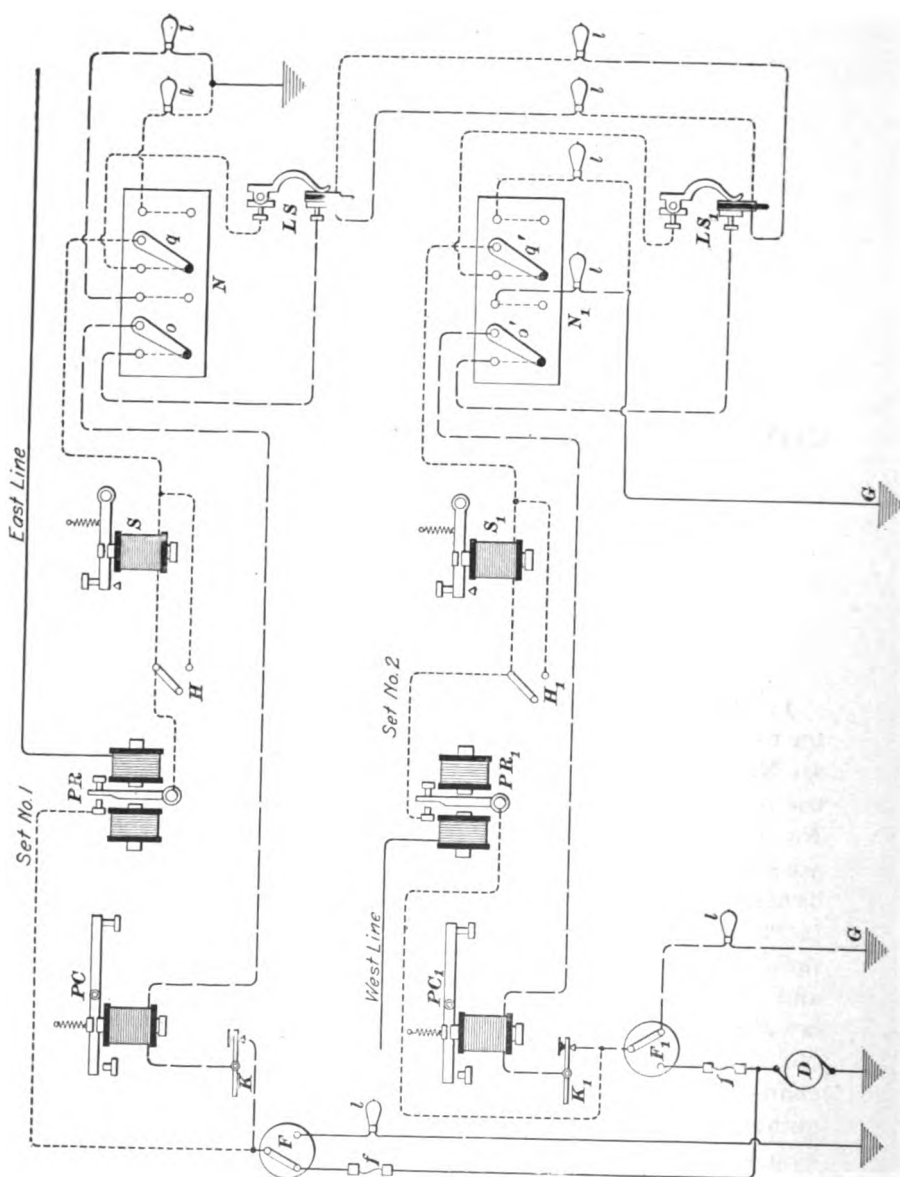 East Line
Set No.1
PR
H
S
PC
K
F
f
l
l
l
o
q
N
LS
West Line
Set No.2
PR1
H1
S1
PC1
K1
F1
f
D
l
G
o'
q'
N1
l
l
l
l
LS1
G